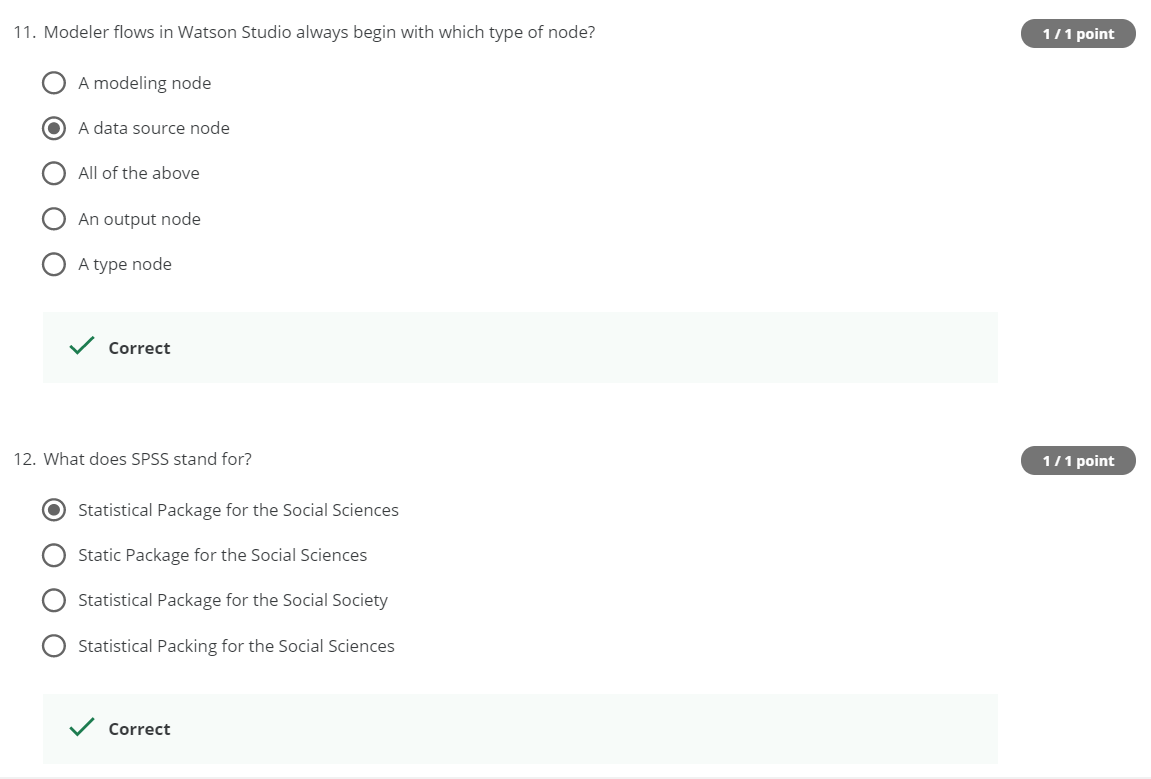 11. Modeler flows in Watson Studio always begin with which type of node?
1 / 1 point
A modeling node
A data source node
All of the above
An output node
A type node
Correct
12. What does SPSS stand for?
1 / 1 point
Statistical Package for the Social Sciences
Static Package for the Social Sciences
Statistical Package for the Social Society
Statistical Packing for the Social Sciences
Correct